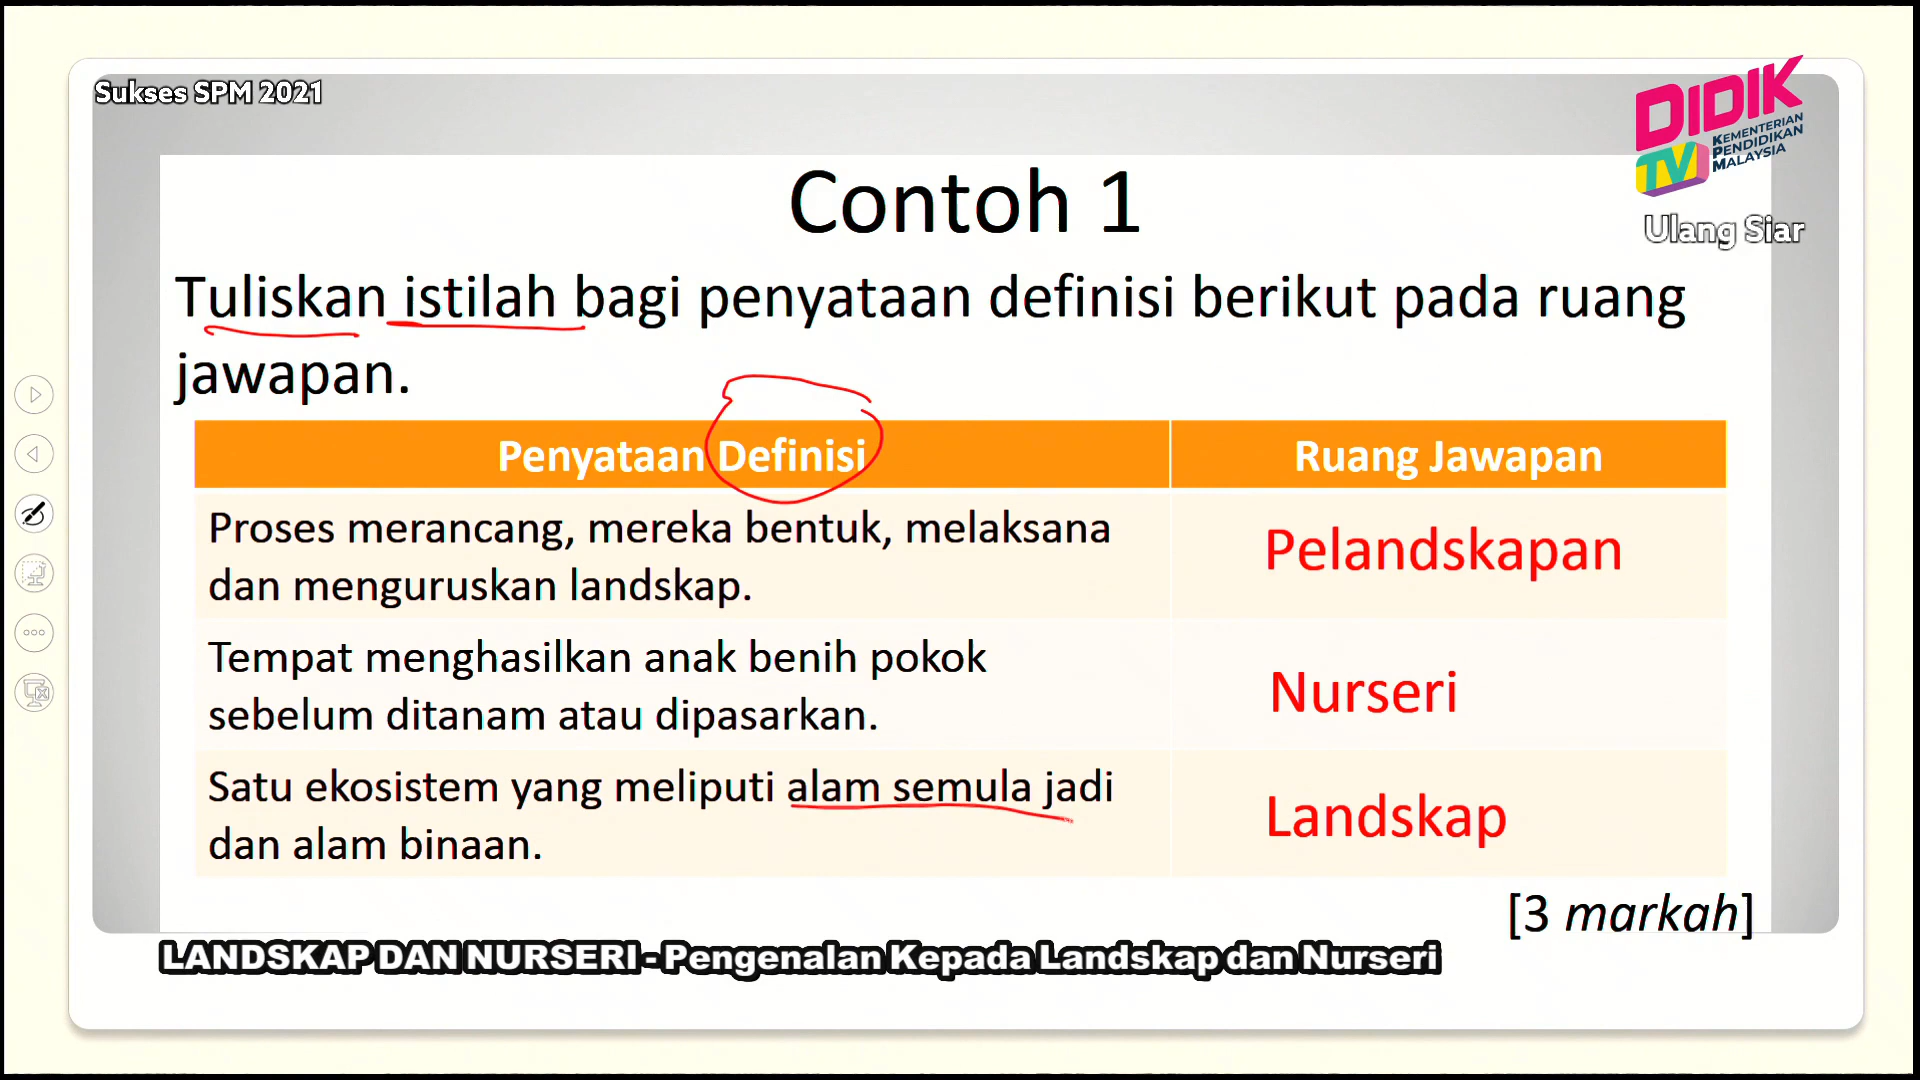 Sukses SPM 2021
DIDIK
TV
KEMENTERIAN
PENDIDIKAN
MALAYSIA
Ulang Siar
Contoh 1
Tuliskan istilah bagi penyataan definisi berikut pada ruang
jawapan.
Penyataan Definisi
Ruang Jawapan
Proses merancang, mereka bentuk, melaksana
dan menguruskan landskap.
Pelandskapan
Tempat menghasilkan anak benih pokok
sebelum ditanam atau dipasarkan.
Nurseri
Satu ekosistem yang meliputi alam semula jadi
dan alam binaan.
Landskap
[3 markah]
LANDSKAP DAN NURSERI - Pengenalan Kepada Landskap dan Nurseri